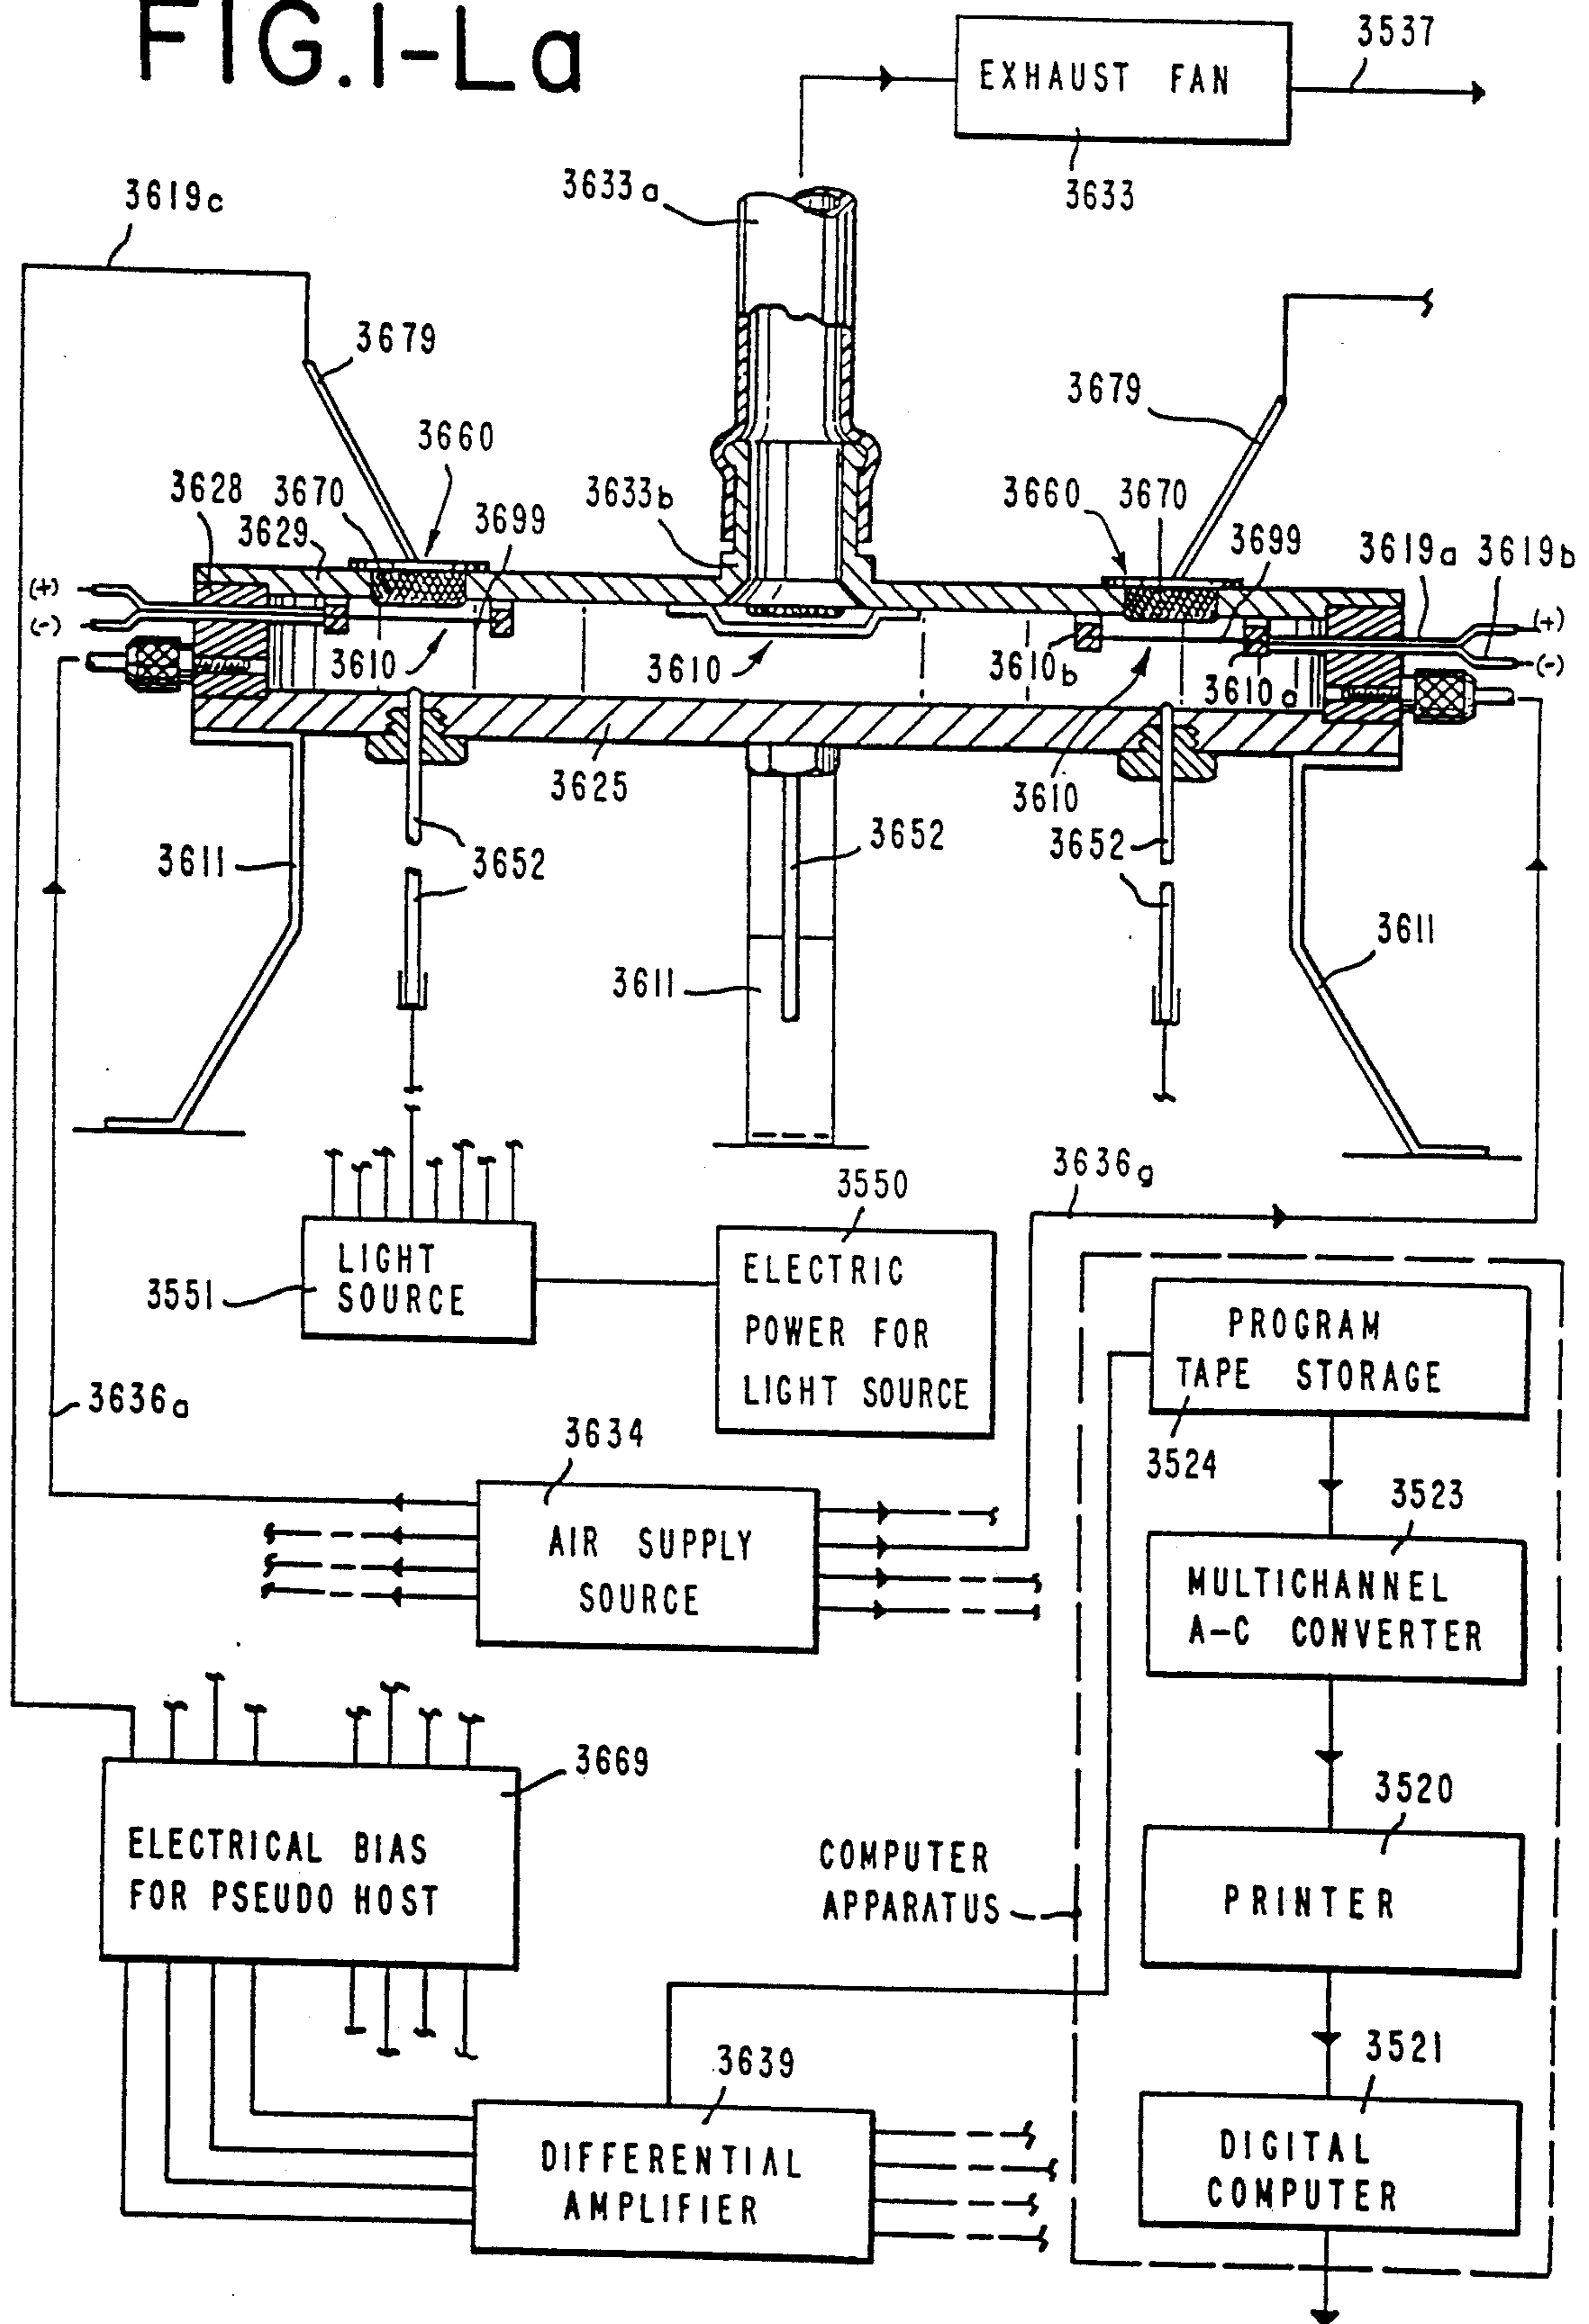 FIG.1-La
3537
EXHAUST FAN
3633
3633a
3619c
3679
3679
3660
3628
3670
3629
3699
3633b
3660
3670
3699
3619a
3619b
(+)
(-)
(+)
(-)
3610
3610
3610b
3610a
3625
3610
3652
3652
3652
3611
3611
3611
3636g
3550
LIGHT
SOURCE
3551
ELECTRIC
POWER FOR
LIGHT SOURCE
PROGRAM
TAPE STORAGE
3524
3636a
3634
AIR SUPPLY
SOURCE
3523
MULTICHANNEL
A-C CONVERTER
3669
ELECTRICAL BIAS
FOR PSEUDO HOST
3520
PRINTER
COMPUTER
APPARATUS
3639
DIFFERENTIAL
AMPLIFIER
3521
DIGITAL
COMPUTER